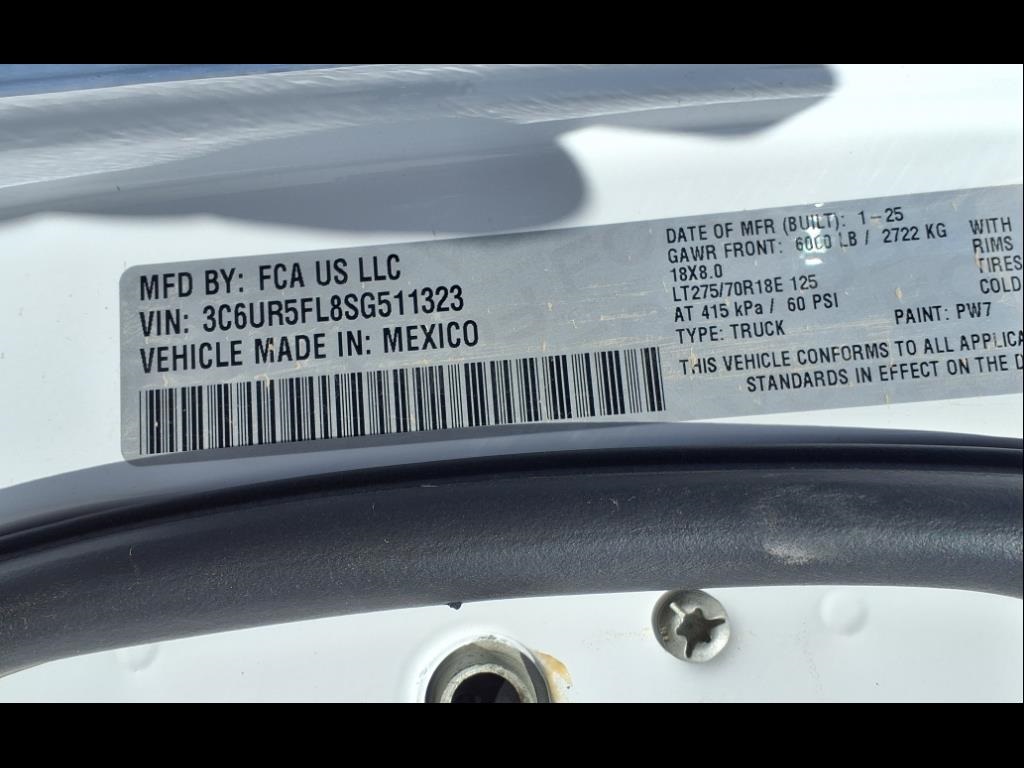 MFD BY: FCA US LLC
VIN: 3C6UR5FL8SG511323
VEHICLE MADE IN: MEXICO
DATE OF MFR (BUILT): 1-25
GAWR FRONT: 6000 LB / 2722 KG WITH
18X8.0 RIMS
LT275/70R18E 125 TIRES
AT 415 kPa / 60 PSI COLD
TYPE: TRUCK PAINT: PW7
THIS VEHICLE CONFORMS TO ALL APPLICA
STANDARDS IN EFFECT ON THE D